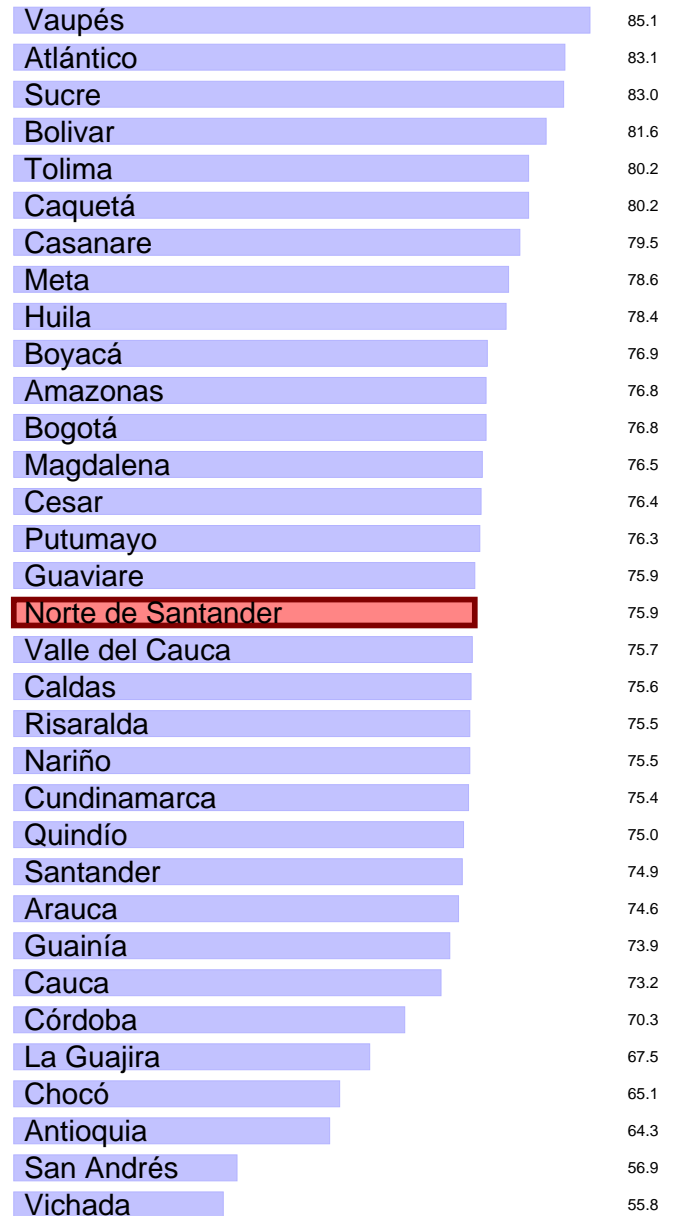 Vaupés 85.1
Atlántico 83.1
Sucre 83.0
Bolivar 81.6
Tolima 80.2
Caquetá 80.2
Casanare 79.5
Meta 78.6
Huila 78.4
Boyacá 76.9
Amazonas 76.8
Bogotá 76.8
Magdalena 76.5
Cesar 76.4
Putumayo 76.3
Guaviare 75.9
Norte de Santander 75.9
Valle del Cauca 75.7
Caldas 75.6
Risaralda 75.5
Nariño 75.5
Cundinamarca 75.4
Quindío 75.0
Santander 74.9
Arauca 74.6
Guainía 73.9
Cauca 73.2
Córdoba 70.3
La Guajira 67.5
Chocó 65.1
Antioquia 64.3
San Andrés 56.9
Vichada 55.8